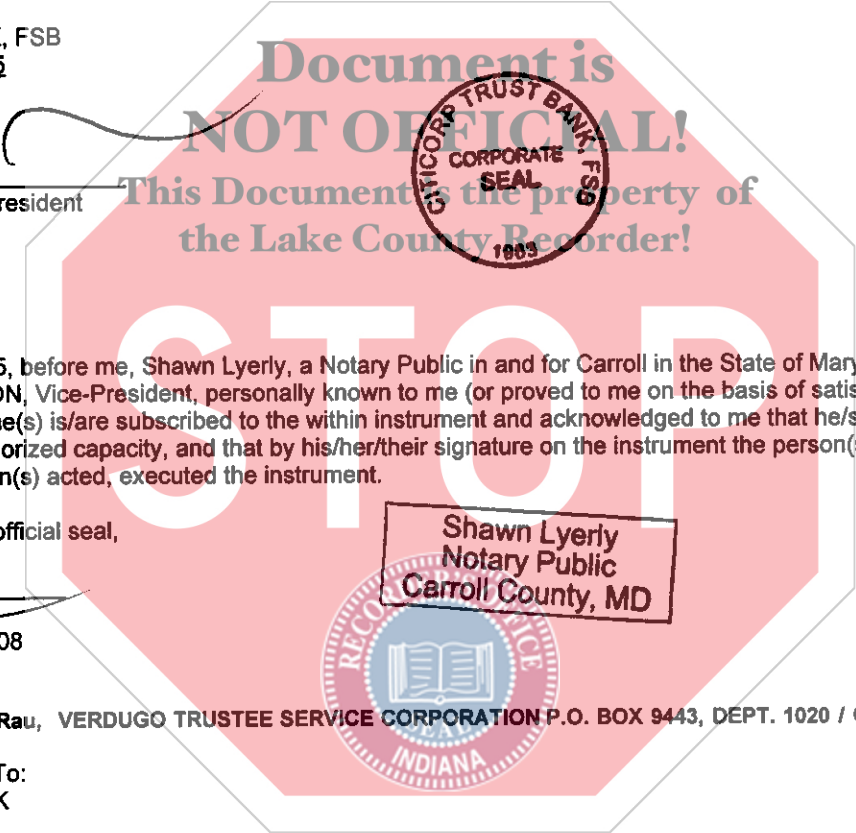 , FSB
Document is
NOT OFFICIAL!
CITICORP TRUST BANK, FSB
CORPORATE
SEAL
1983
This Document is the property of
resident
the Lake County Recorder!
STOP
5, before me, Shawn Lyerly, a Notary Public in and for Carroll in the State of Mary
ON, Vice-President, personally known to me (or proved to me on the basis of satis
e(s) is/are subscribed to the within instrument and acknowledged to me that he/s
orized capacity, and that by his/her/their signature on the instrument the person(s
n(s) acted, executed the instrument.
official seal,
Shawn Lyerly
Notary Public
Carroll County, MD
08
RECORDER'S OFFICE
SEAL
INDIANA
Rau, VERDUGO TRUSTEE SERVICE CORPORATION P.O. BOX 9443, DEPT. 1020 /
To:
K